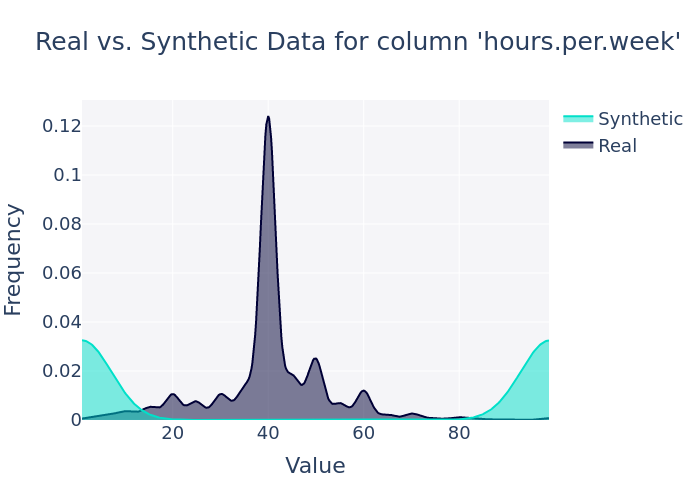 Real vs. Synthetic Data for column 'hours.per.week'
Synthetic
Real
0.12
0.1
0.08
0.06
0.04
0.02
0
20
40
60
80
Frequency
Value